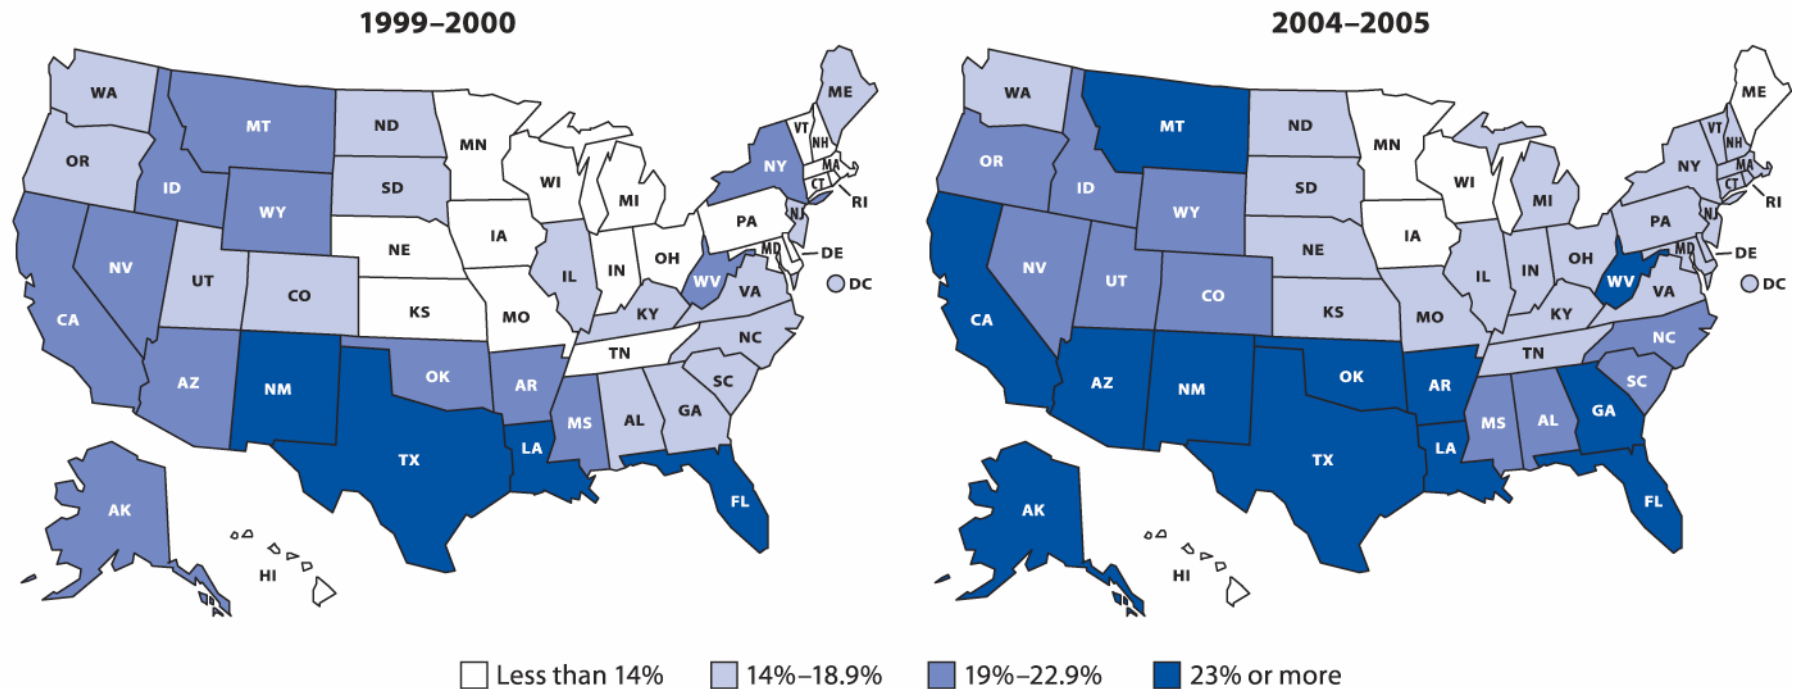 1999–2000
WA
MT
ND
MN
ME
VT
NH
OR
ID
WY
SD
WI
MI
NY
MA
CT
RI
NV
UT
CO
NE
IA
IL
IN
OH
PA
NJ
MD
DE
DC
CA
KS
MO
KY
WV
VA
AZ
NM
OK
AR
TN
NC
SC
TX
LA
MS
AL
GA
FL
AK
HI
2004–2005
WA
MT
ND
MN
ME
VT
NH
OR
ID
WY
SD
WI
MI
NY
MA
CT
RI
NV
UT
CO
NE
IA
IL
IN
OH
PA
NJ
MD
DE
DC
CA
KS
MO
KY
WV
VA
AZ
NM
OK
AR
TN
NC
SC
TX
LA
MS
AL
GA
FL
AK
HI
Less than 14%
14%–18.9%
19%–22.9%
23% or more